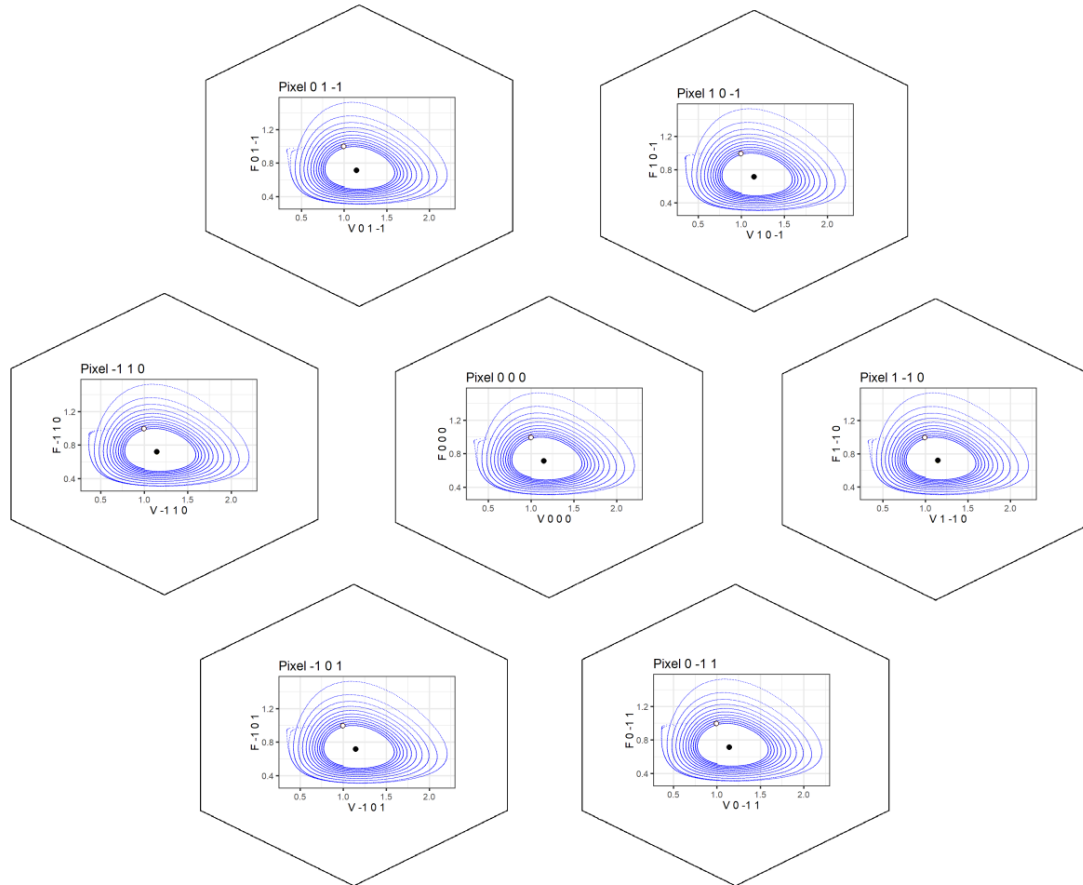 Pixel 0 1 -1
F 0 1 -1
1.2
0.8
0.4
0.5 1.0 1.5 2.0
V 0 1 -1
Pixel 1 0 -1
F 1 0 -1
1.2
0.8
0.4
0.5 1.0 1.5 2.0
V 1 0 -1
Pixel -1 1 0
F -1 1 0
1.2
0.8
0.4
0.5 1.0 1.5 2.0
V -1 1 0
Pixel 0 0 0
F 0 0 0
1.2
0.8
0.4
0.5 1.0 1.5 2.0
V 0 0 0
Pixel 1 -1 0
F 1 -1 0
1.2
0.8
0.4
0.5 1.0 1.5 2.0
V 1 -1 0
Pixel -1 0 1
F -1 0 1
1.2
0.8
0.4
0.5 1.0 1.5 2.0
V -1 0 1
Pixel 0 -1 1
F 0 -1 1
1.2
0.8
0.4
0.5 1.0 1.5 2.0
V 0 -1 1